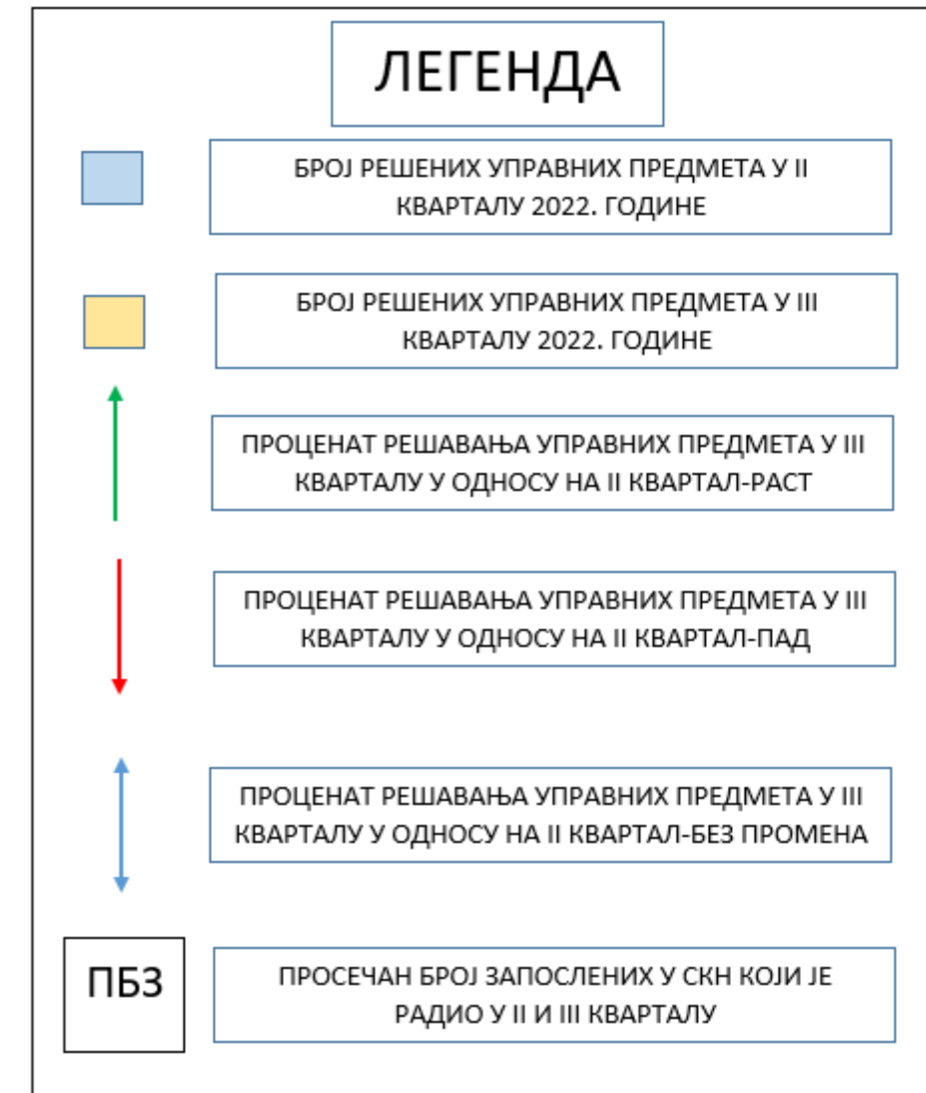 ЛЕГЕНДА
БРОЈ РЕШЕНИХ УПРАВНИХ ПРЕДМЕТА У II
КВАРТАЛУ 2022. ГОДИНЕ
БРОЈ РЕШЕНИХ УПРАВНИХ ПРЕДМЕТА У III
КВАРТАЛУ 2022. ГОДИНЕ
ПРОЦЕНАТ РЕШАВАЊА УПРАВНИХ ПРЕДМЕТА У III
КВАРТАЛУ У ОДНОСУ НА II КВАРТАЛ-РАСТ
ПРОЦЕНАТ РЕШАВАЊА УПРАВНИХ ПРЕДМЕТА У III
КВАРТАЛУ У ОДНОСУ НА II КВАРТАЛ-ПАД
ПРОЦЕНАТ РЕШАВАЊА УПРАВНИХ ПРЕДМЕТА У III
КВАРТАЛУ У ОДНОСУ НА II КВАРТАЛ-БЕЗ ПРОМЕНА
ПБЗ
ПРОСЕЧАН БРОЈ ЗАПОСЛЕНИХ У СКН КОЈИ ЈЕ
РАДИО У II И III КВАРТАЛУ